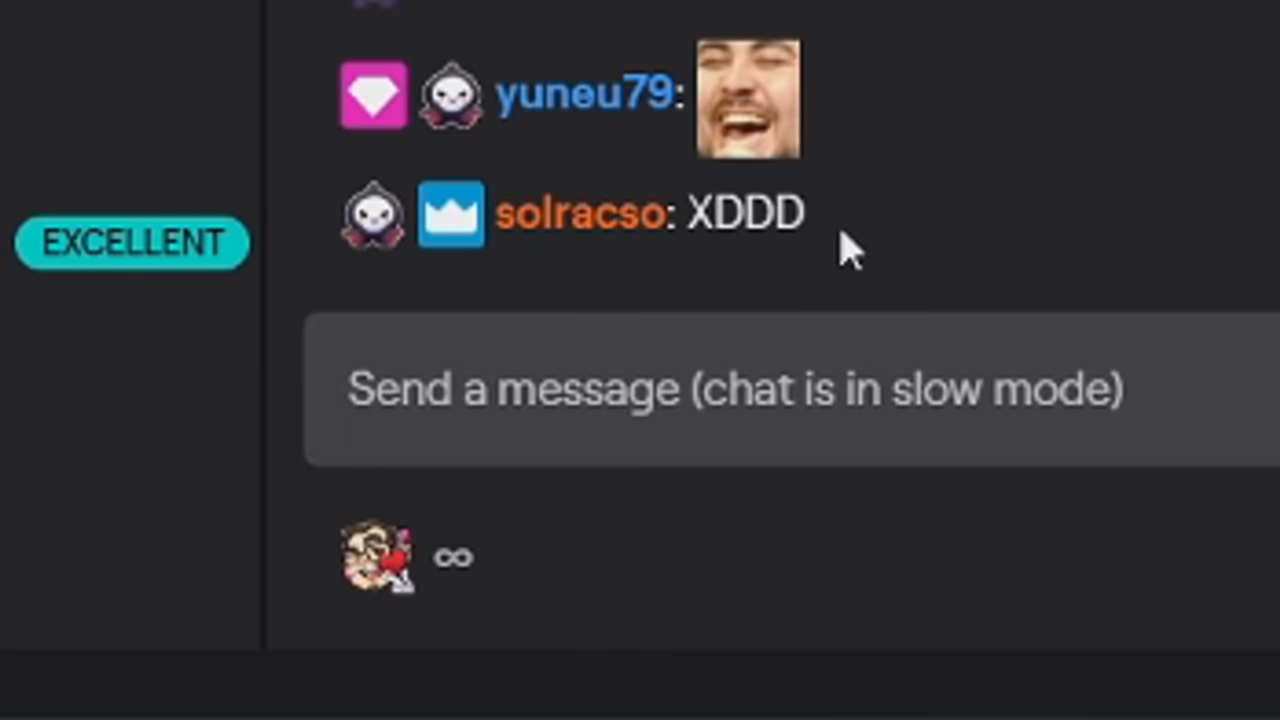 yuneu79:
solracso: XDDD
EXCELLENT
Send a message (chat is in slow mode)
∞